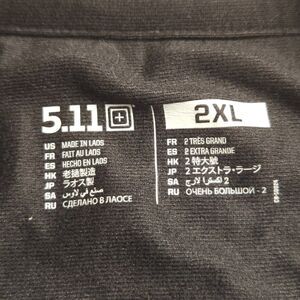 5.11
US MADE IN LAOS
FR FAIT AU LAOS
ES HECHO EN LAOS
HK 老撾製造
JP ラオス製
SA صنع في لاوس
RU СДЕЛАНО В ЛАОСЕ
2XL
FR 2 TRÈS GRAND
ES 2 EXTRA GRANDE
HK 2 特大號
JP 2 エクストラ・ラージ
SA
RU ОЧЕНЬ БОЛЬШОЙ - 2